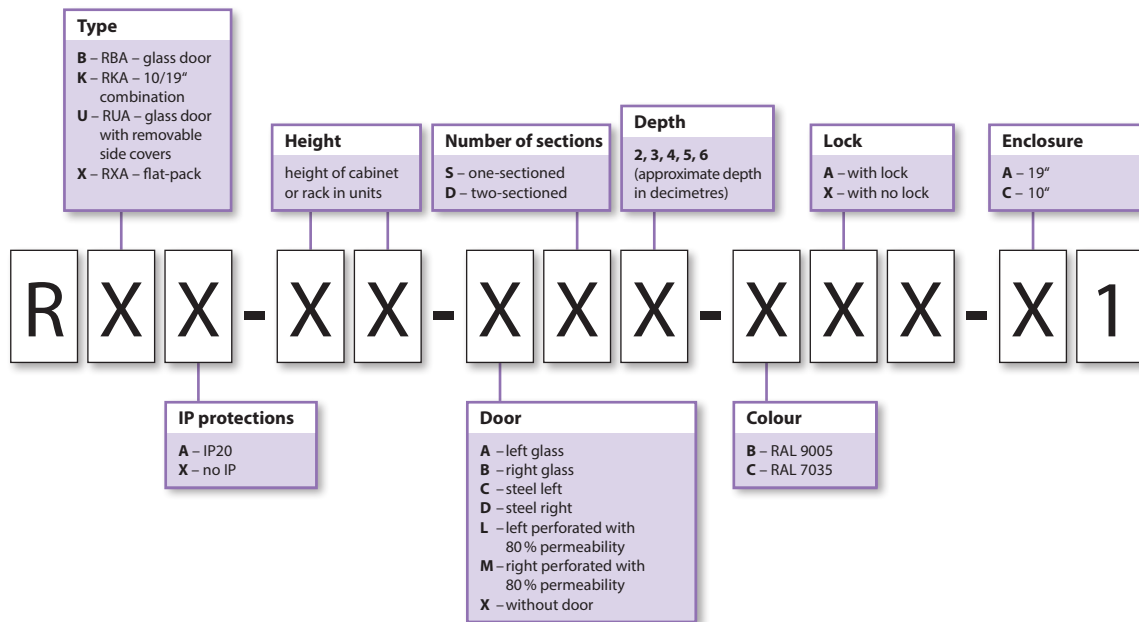 Type
B – RBA – glass door
K – RKA – 10/19“
combination
U – RUA – glass door
with removable
side covers
X – RXA – flat-pack
Height
height of cabinet
or rack in units
Number of sections
S – one-sectioned
D – two-sectioned
Depth
2, 3, 4, 5, 6
(approximate depth
in decimetres)
Lock
A – with lock
X – with no lock
Enclosure
A – 19“
C – 10“
R X X - X X - X X X - X X X - X 1
IP protections
A – IP20
X – no IP
Door
A – left glass
B – right glass
C – steel left
D – steel right
L – left perforated with
80 % permeability
M – right perforated with
80 % permeability
X – without door
Colour
B – RAL 9005
C – RAL 7035